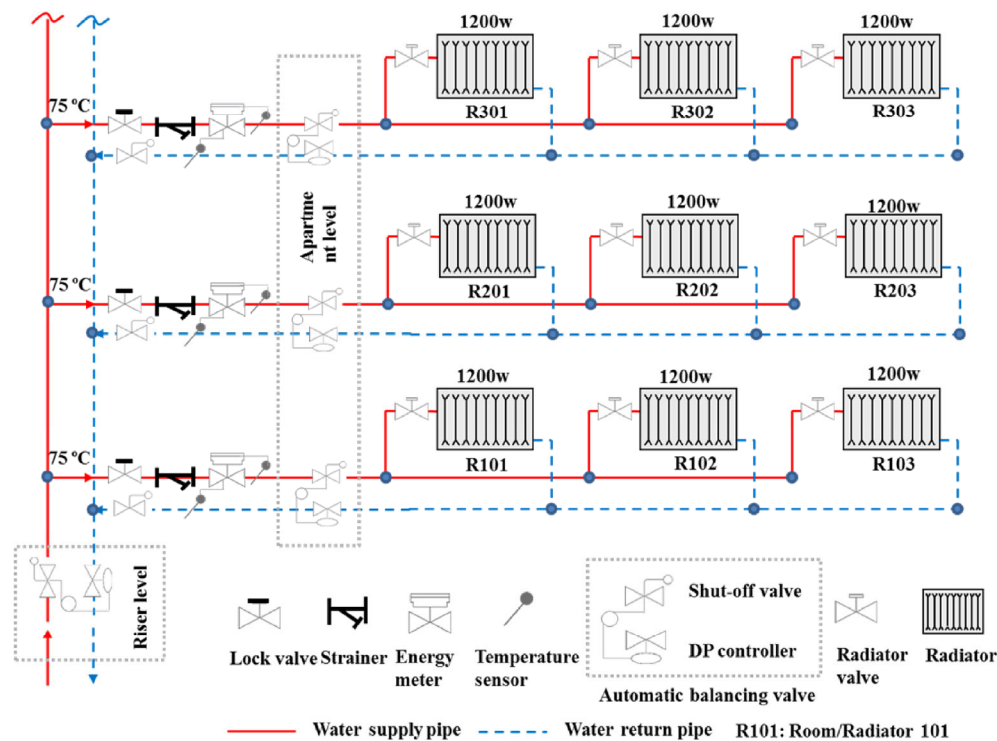 1200w 1200w 1200w
75 ºC
R301 R302 R303
Apartme
nt level
1200w 1200w 1200w
75 ºC
R201 R202 R203
1200w 1200w 1200w
75 ºC
R101 R102 R103
Riser level
Lock valve
Strainer
Energy
meter
Temperature
sensor
Shut-off valve
DP controller
Automatic balancing valve
Radiator
valve
Radiator
Water supply pipe
Water return pipe
R101: Room/Radiator 101